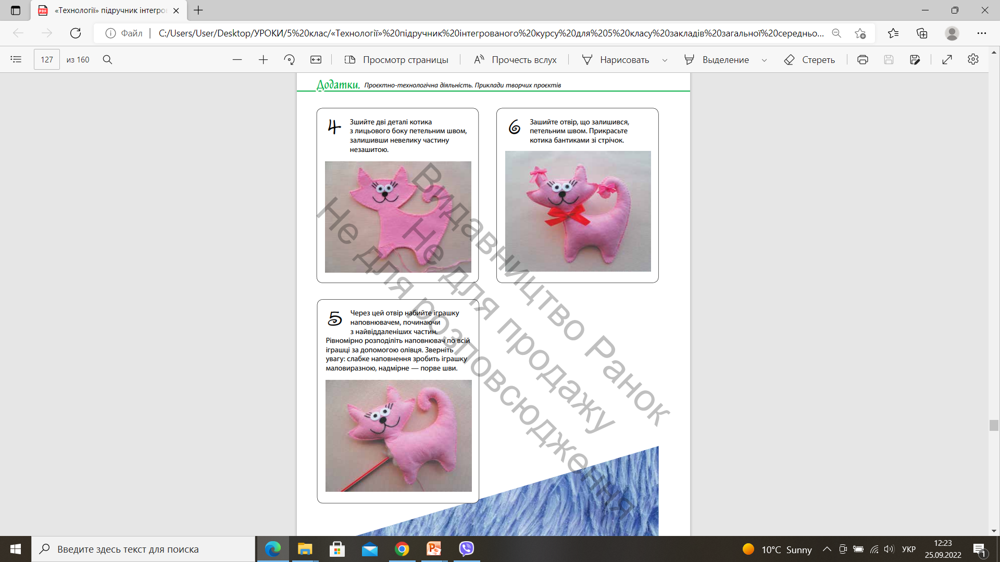 «Технології» підручник інтегро
Файл
C:/Users/User/Desktop/УРОКИ/5%20клас/«Технології»%20підручник%20інтегрованого%20курсу%20для%205%20класу%20закладів%20загальної%20середньо...
127
из 160
Просмотр страницы
Прочесть вслух
Нарисовать
Выделение
Стереть
Додатки. Проєктно-технологічна діяльність. Приклади творчих проєктів
4
Зшийте дві деталі котика
з лицьового боку петельним швом,
залишивши невелику частину
незашитою.
6
Зашийте отвір, що залишився,
петельним швом. Прикрасьте
котика бантиками зі стрічок.
5
Через цей отвір набийте іграшку
наповнювачем, починаючи
з найвіддаленіших частин.
Рівномірно розподіліть наповнювач по всій
іграшці за допомогою олівця. Зверніть
увагу: слабке наповнення зробить іграшку
маловиразною, надмірне — порве шви.
Видавництво Ранок
Не для продажу
Не для розповсюдження
Введите здесь текст для поиска
10°C Sunny
УКР
12:23
25.09.2022
1